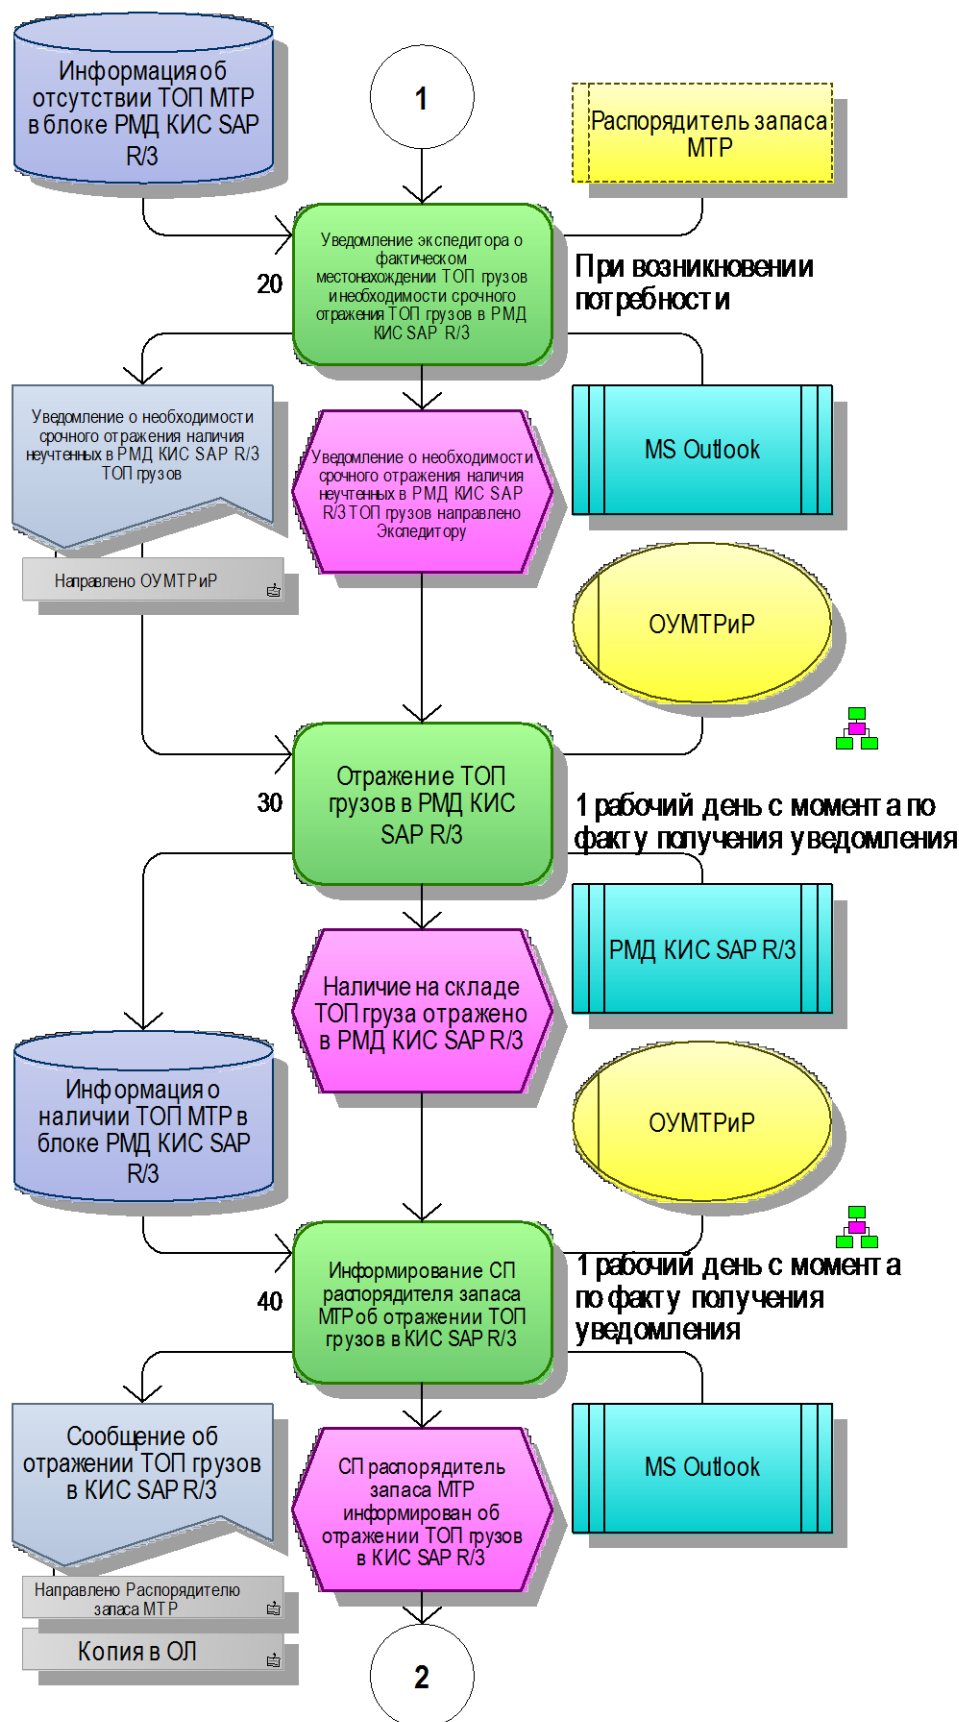 Информация об
отсутствии ТОП МТР
в блоке РМД КИС SAP
R/3
1
Распорядитель запаса
МТР
Уведомление экспедитора о
фактическом
местонахождении ТОП грузов
и необходимости срочного
отражения ТОП грузов в РМД
КИС SAP R/3
20
При возникновении
потребности
Уведомление о необходимости
срочного отражения наличия
неучтенных в РМД КИС SAP R/3
ТОП грузов
Уведомление о необходимости
срочного отражения наличия
неучтенных в РМД КИС SAP
R/3 ТОП грузов направлено
Экспедитору
MS Outlook
Направлено ОУМТРиР
ОУМТРиР
Отражение ТОП
грузов в РМД КИС
SAP R/3
30
1 рабочий день с момента по
факту получения уведомления
РМД КИС SAP R/3
Наличие на складе
ТОП груза отражено
в РМД КИС SAP R/3
Информация о
наличии ТОП МТР в
блоке РМД КИС SAP
R/3
ОУМТРиР
Информирование СП
распорядителя запаса
МТР об отражении ТОП
грузов в КИС SAP R/3
40
1 рабочий день с момента
по факту получения
уведомления
Сообщение об
отражении ТОП грузов
в КИС SAP R/3
СП распорядитель
запаса МТР
информирован об
отражении ТОП грузов
в КИС SAP R/3
MS Outlook
Направлено Распорядителю
запаса МТР
Копия в ОЛ
2